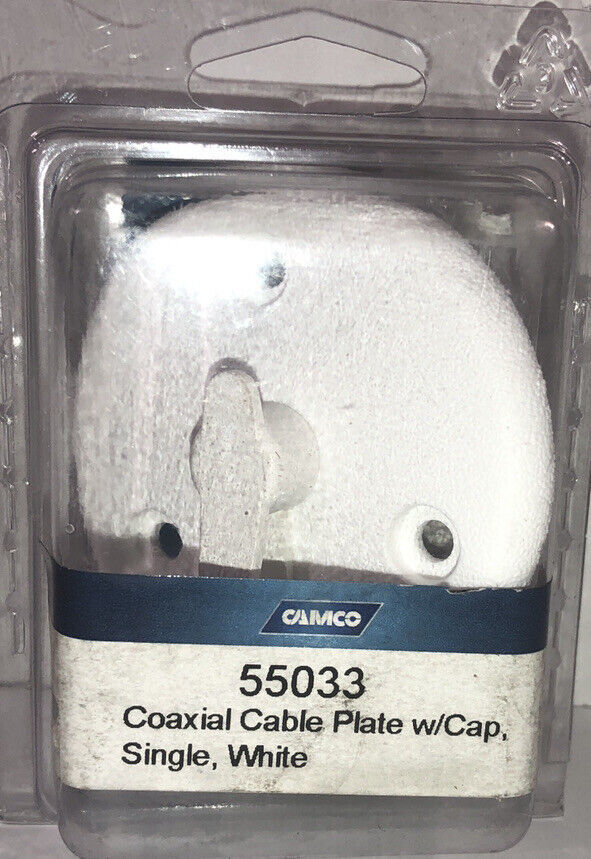 CAMCO
55033
Coaxial Cable Plate w/Cap,
Single, White